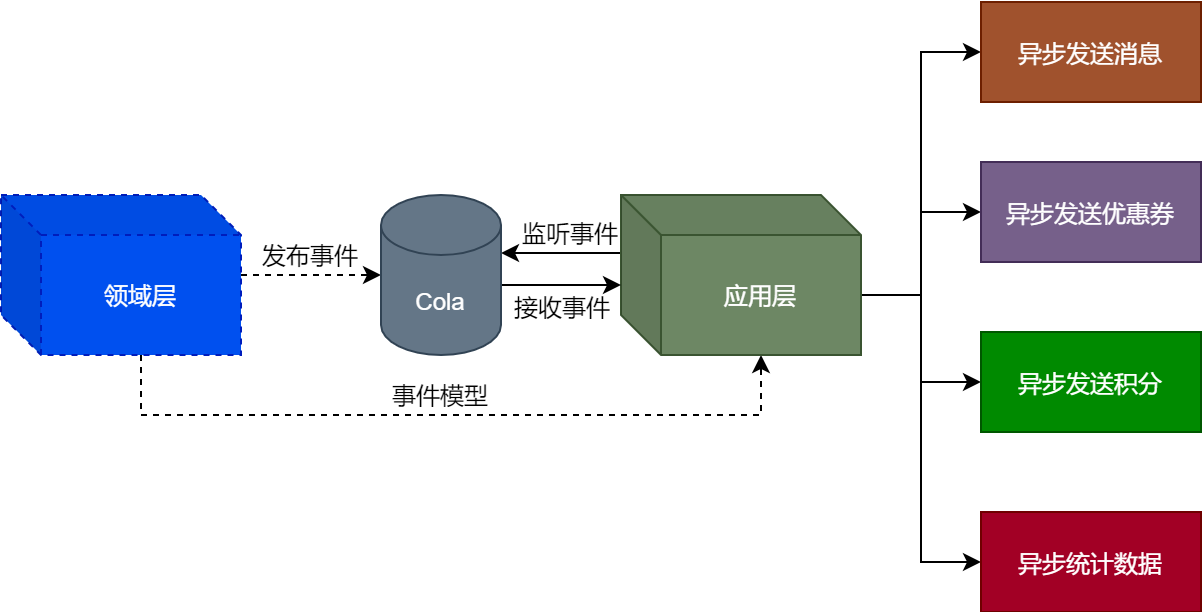 异步发送消息
异步发送优惠券
监听事件
发布事件
领域层
Cola
应用层
接收事件
异步发送积分
事件模型
异步统计数据